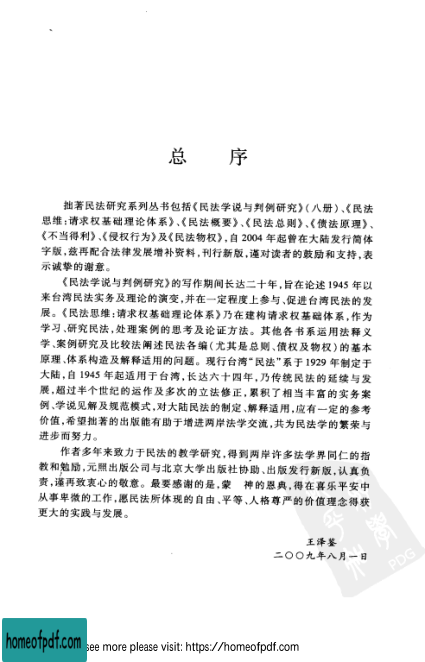 总 序
拙著民法研究系列丛书包括《民法学说与判例研究》(八册)、《民法
思维:请求权基础理论体系》、《民法概要》、《民法总则》、《债法原理》、
《不当得利》、《侵权行为》及《民法物权》,自2004年起曾在大陆发行简体
字版,兹再配合法律发展增补资料,刊行新版,谨对读者的鼓励和支持,表
示诚挚的谢意。
《民法学说与判例研究》的写作期间长达二十年,旨在论述1945年以
来台湾民法实务及理论的演变,并在一定程度上参与、促进台湾民法的发
展。《民法思维:请求权基础理论体系》乃在建构请求权基础体系,作为
学习、研究民法,处理案例的思考及论证方法。其他各书系运用法释义
学、案例研究及比较法阐述民法各编(尤其是总则、债权及物权)的基本
原理、体系构造及解释适用的问题。现行台湾“民法”系于1929年制定于
大陆,自1945年起适用于台湾,长达六十四年,乃传统民法的延续与发
展,超过半个世纪的运作及多次的立法修正,累积了相当丰富的实务案
例、学说见解及规范模式,对大陆民法的制定、解释适用,应有一定的参考
价值,希望拙著的出版能有助于增进两岸法学交流,共为民法学的繁荣与
进步而努力。
作者多年来致力于民法的教学研究,得到两岸许多法学界同仁的指
教和勉励,元照出版公司与北京大学出版社协助、出版发行新版,认真负
责,谨再致衷心的敬意。最要感谢的是,蒙 神的恩典,得在喜乐平安中
从事卑微的工作,愿民法所体现的自由、平等、人格尊严的价值理念得获
更大的实践与发展。
王泽鉴
二〇〇九年八月一日
PDG
homeofpdf.com
see more please visit: https://homeofpdf.com